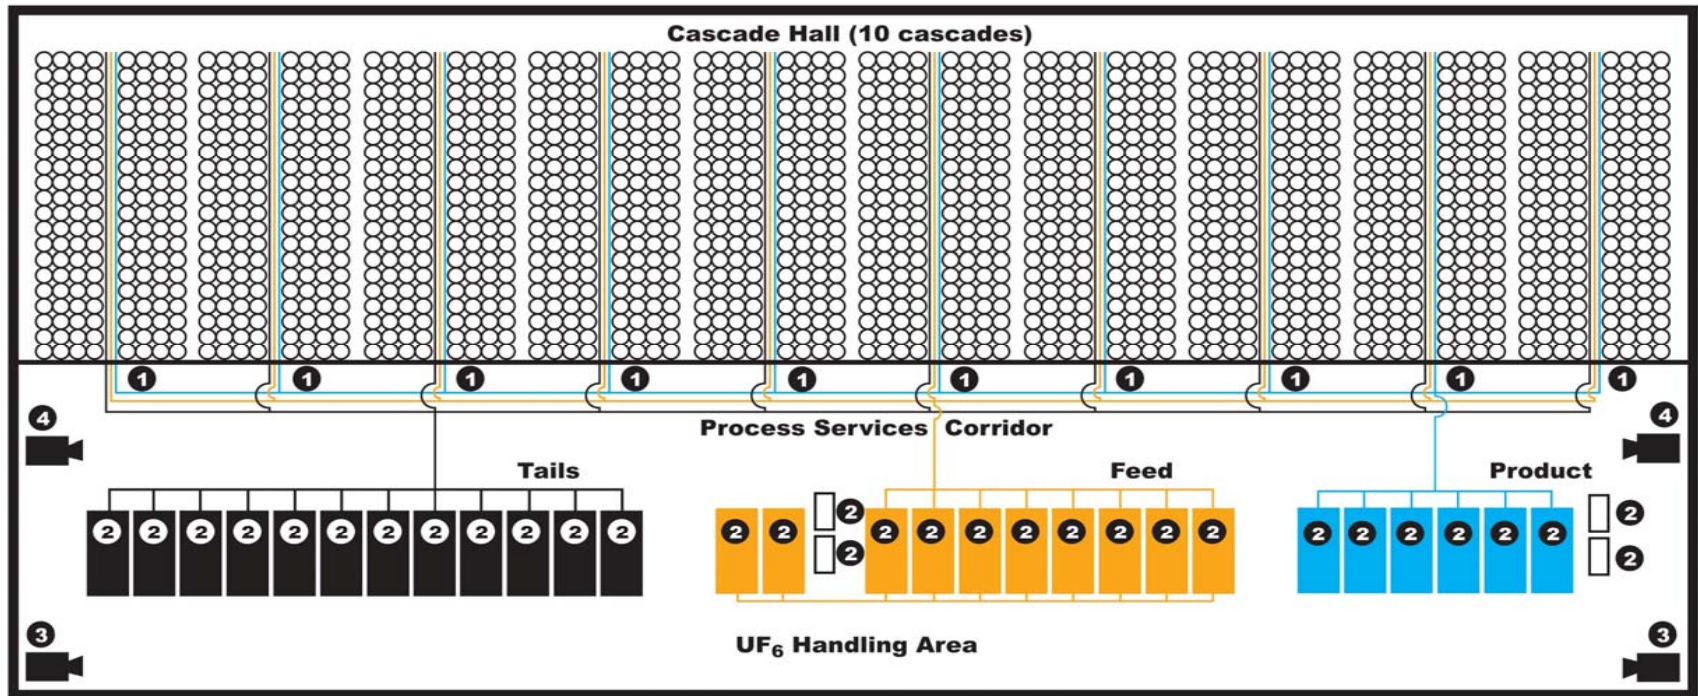 Cascade Hall (10 cascades)
1 1 1 1 1 1 1 1 1 1
4 4
Process Services Corridor
Tails Feed Product
2 2 2 2 2 2 2 2 2 2 2 2 2 2 2 2 2 2 2 2 2 2 2 2 2 2 2 2 2 2
2 2
3 3
UF₆ Handling Area